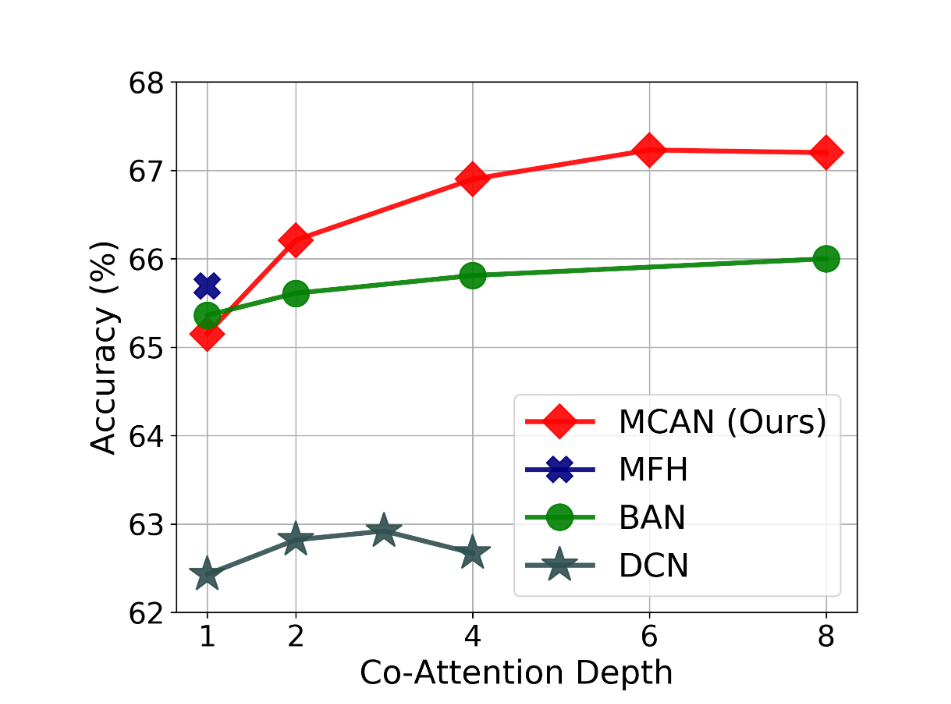 68
67
66
65
64
63
62
Accuracy (%)
MCAN (Ours)
MFH
BAN
DCN
1 2 4 6 8
Co-Attention Depth